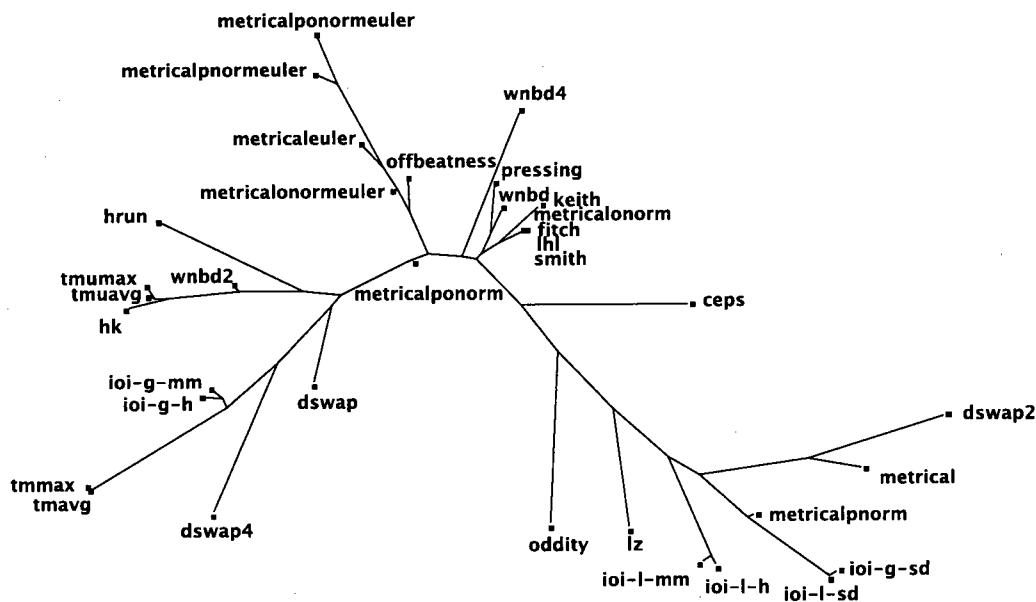 metricalponormeuler
metricalpnormeuler
wnbd4
metricaleuler
offbeatness
pressing
metricalonormeuler
wnbd
keith
metricalonorm
hrun
fitch
lhl
smith
tmumax
wnbd2
tmuavg
metricalponorm
ceps
hk
ioi-g-mm
ioi-g-h
dswap
dswap2
metrical
tmmax
tmavg
metricalpnorm
dswap4
oddity
lz
ioi-g-sd
ioi-l-mm
ioi-l-h
ioi-l-sd